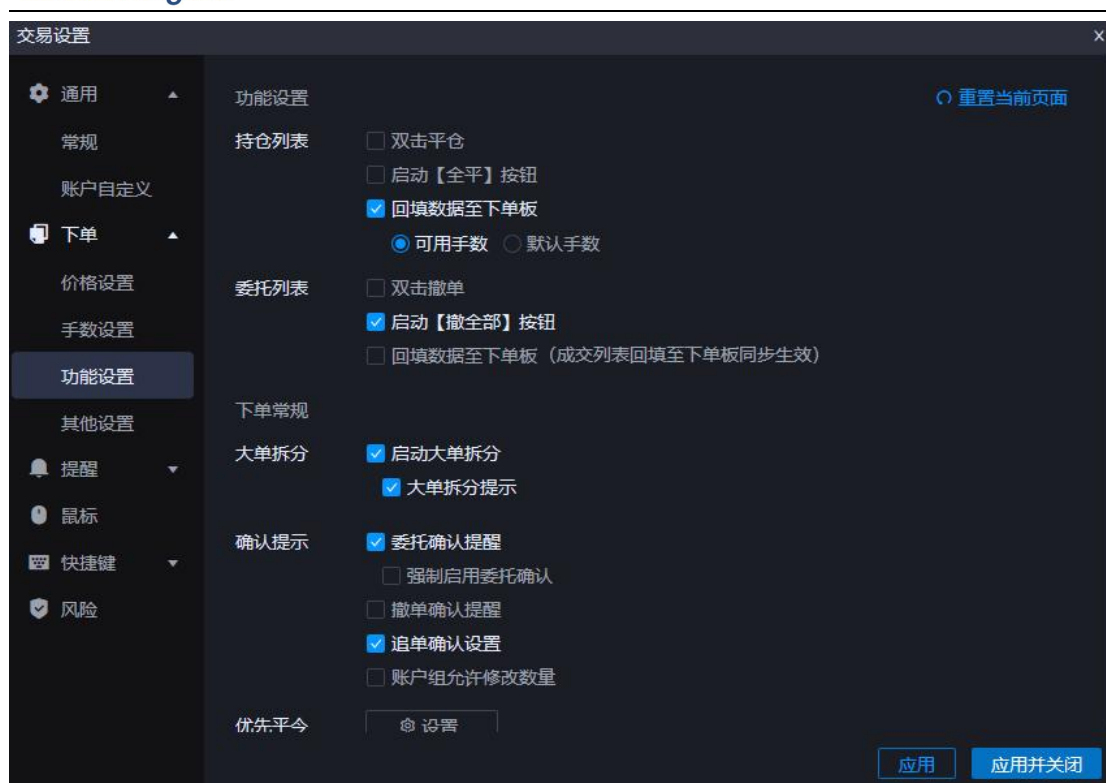 交易设置
x
通用
功能设置
重置当前页面
常规
持仓列表
双击平仓
启动【全平】按钮
账户自定义
回填数据至下单板
下单
可用手数
默认手数
价格设置
委托列表
双击撤单
手数设置
启动【撤全部】按钮
回填数据至下单板（成交列表回填至下单板同步生效）
功能设置
其他设置
下单常规
提醒
大单拆分
启动大单拆分
大单拆分提示
鼠标
确认提示
委托确认提醒
快捷键
强制启用委托确认
风险
撤单确认提醒
追单确认设置
账户组允许修改数量
优先平今
设置
应用
应用并关闭